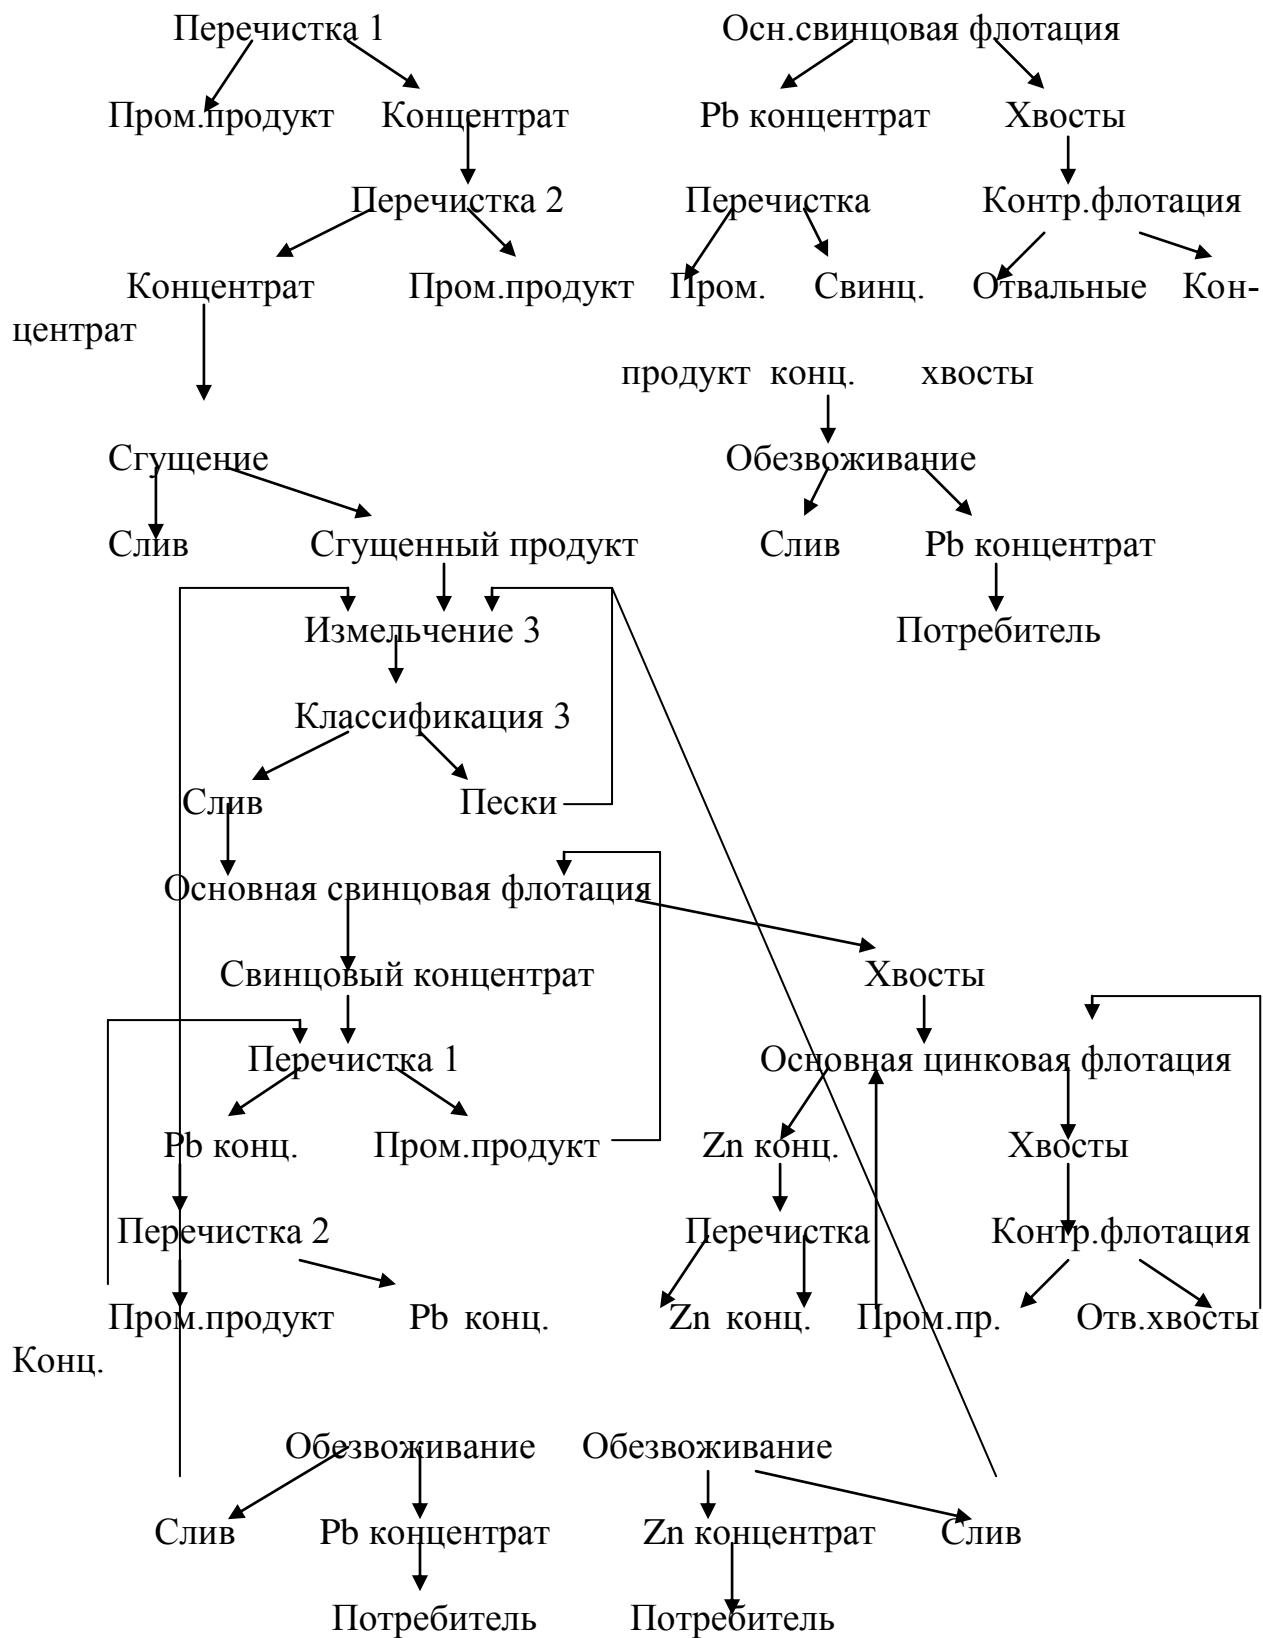 Перечистка 1 Осн.свинцовая флотация
Пром.продукт Концентрат Pb концентрат Хвосты
Перечистка 2 Перечистка Контр.флотация
Концентрат Пром.продукт Пром. Свинц. Отвальные Кон-
центрат
продукт конц. хвосты
Сгущение Обезвоживание
Слив Сгущенный продукт Слив Pb концентрат
Измельчение 3 Потребитель
Классификация 3
Слив Пески
Основная свинцовая флотация
Свинцовый концентрат Хвосты
Перечистка 1 Основная цинковая флотация
Pb конц. Пром.продукт Zn конц. Хвосты
Перечистка 2 Перечистка Контр.флотация
Пром.продукт Pb конц. Zn конц. Пром.пр. Отв.хвосты
Конц.
Обезвоживание Обезвоживание
Слив Pb концентрат Zn концентрат Слив
Потребитель Потребитель